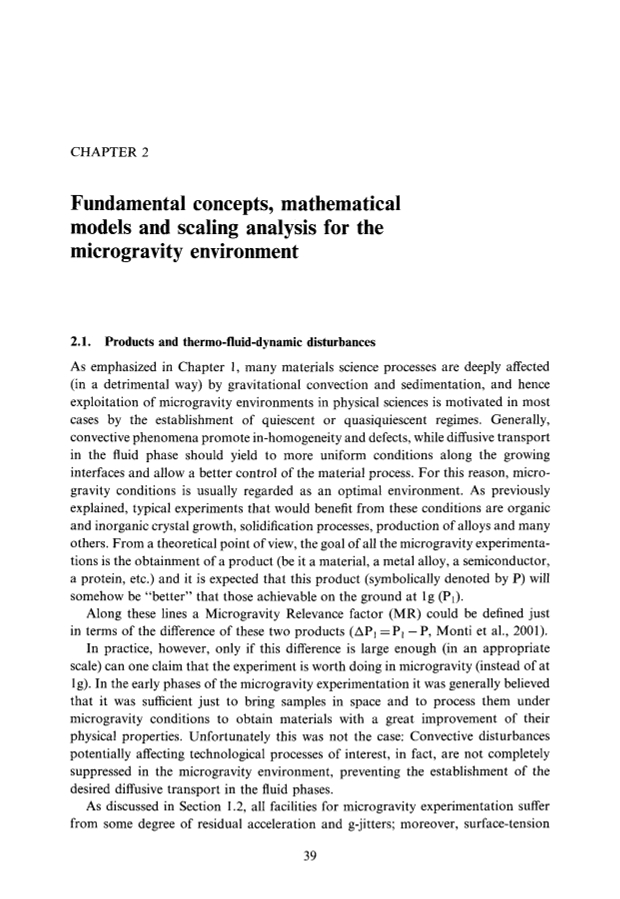 CHAPTER 2
Fundamental concepts, mathematical
models and scaling analysis for the
microgravity environment
2.1. Products and thermo-fluid-dynamic disturbances
As emphasized in Chapter 1, many materials science processes are deeply affected
(in a detrimental way) by gravitational convection and sedimentation, and hence
exploitation of microgravity environments in physical sciences is motivated in most
cases by the establishment of quiescent or quasiquiescent regimes. Generally,
convective phenomena promote in-homogeneity and defects, while diffusive transport
in the fluid phase should yield to more uniform conditions along the growing
interfaces and allow a better control of the material process. For this reason, micro-
gravity conditions is usually regarded as an optimal environment. As previously
explained, typical experiments that would benefit from these conditions are organic
and inorganic crystal growth, solidification processes, production of alloys and many
others. From a theoretical point of view, the goal of all the microgravity experimenta-
tions is the obtainment of a product (be it a material, a metal alloy, a semiconductor,
a protein, etc.) and it is expected that this product (symbolically denoted by P) will
somehow be "better" that those achievable on the ground at 1g (P₁).
Along these lines a Microgravity Relevance factor (MR) could be defined just
in terms of the difference of these two products (ΔP₁ = P₁ − P, Monti et al., 2001).
In practice, however, only if this difference is large enough (in an appropriate
scale) can one claim that the experiment is worth doing in microgravity (instead of at
1g). In the early phases of the microgravity experimentation it was generally believed
that it was sufficient just to bring samples in space and to process them under
microgravity conditions to obtain materials with a great improvement of their
physical properties. Unfortunately this was not the case: Convective disturbances
potentially affecting technological processes of interest, in fact, are not completely
suppressed in the microgravity environment, preventing the establishment of the
desired diffusive transport in the fluid phases.
As discussed in Section 1.2, all facilities for microgravity experimentation suffer
from some degree of residual acceleration and g-jitters; moreover, surface-tension
39